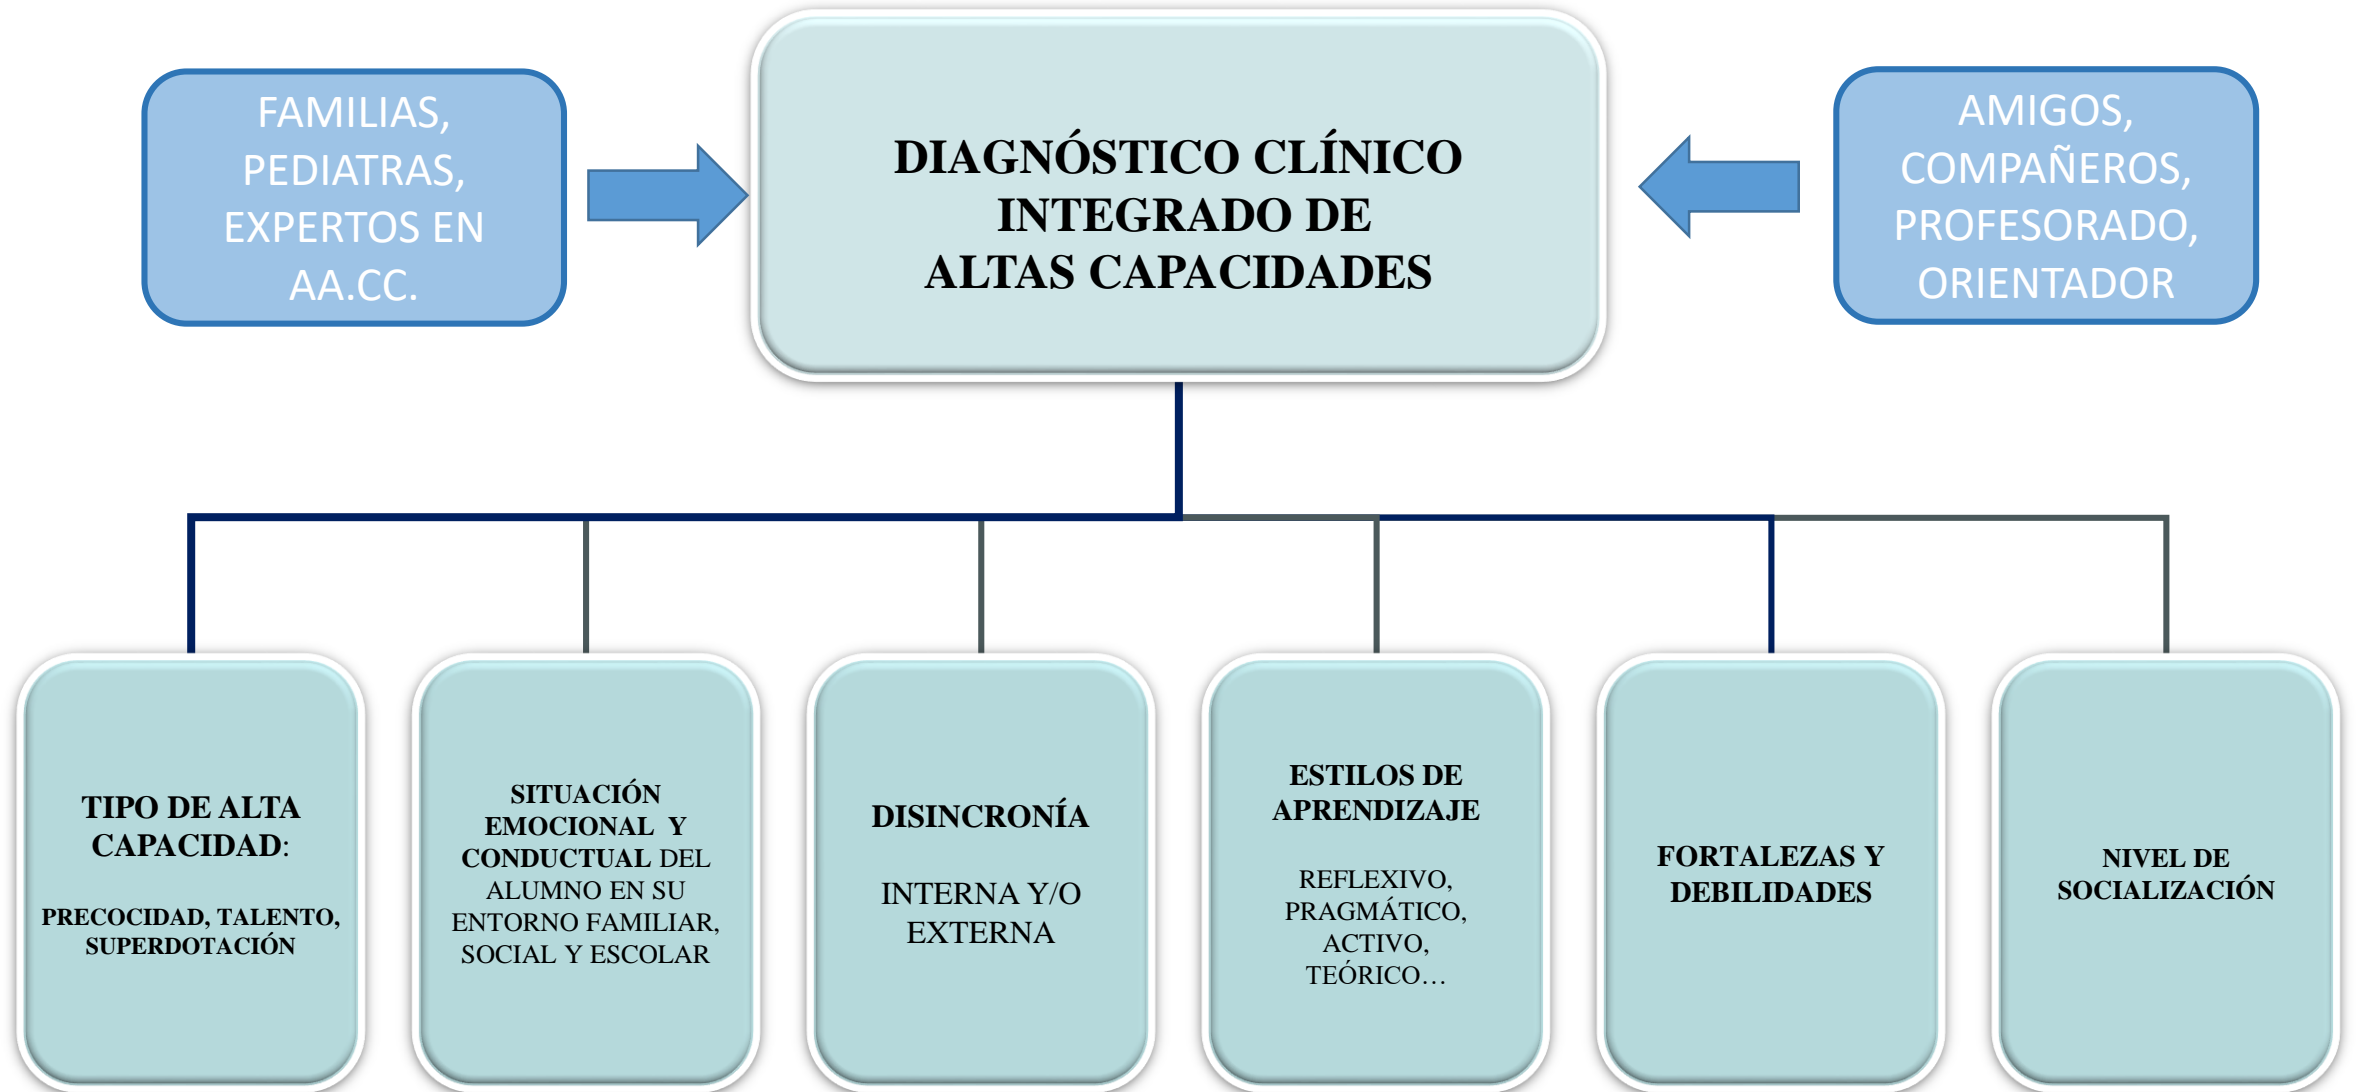 FAMILIAS,
PEDIATRAS,
EXPERTOS EN
AA.CC.
DIAGNÓSTICO CLÍNICO
INTEGRADO DE
ALTAS CAPACIDADES
AMIGOS,
COMPAÑEROS,
PROFESORADO,
ORIENTADOR
TIPO DE ALTA
CAPACIDAD:
PRECOCIDAD, TALENTO,
SUPERDOTACIÓN
SITUACIÓN
EMOCIONAL Y
CONDUCTUAL DEL
ALUMNO EN SU
ENTORNO FAMILIAR,
SOCIAL Y ESCOLAR
DISINCRONÍA
INTERNA Y/O
EXTERNA
ESTILOS DE
APRENDIZAJE
REFLEXIVO,
PRAGMÁTICO,
ACTIVO,
TEÓRICO…
FORTALEZAS Y
DEBILIDADES
NIVEL DE
SOCIALIZACIÓN